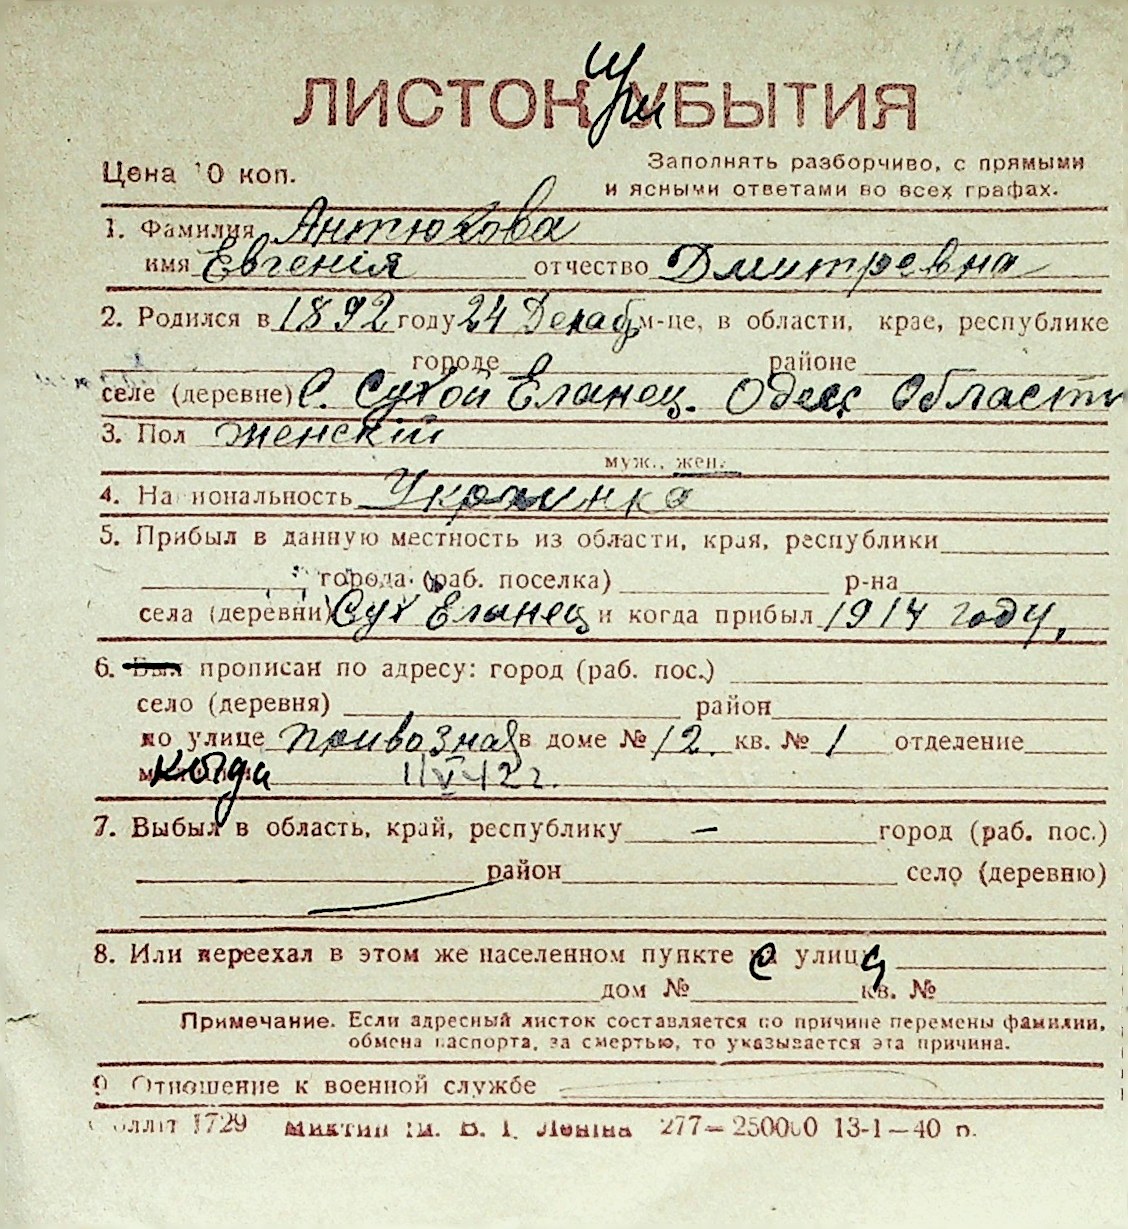 ЛИСТОК УБЫТИЯ
при
Цена 10 коп.
Заполнять разборчиво, с прямыми
и ясными ответами во всех графах.
1. Фамилия Антюхова
имя Евгенія отчество Дмитревна
2. Родился в 1892 году 24 Декаб м-це, в области, крае, республике
городе районе
селе (деревне) С. Сухой Еланец. Одесс Области
3. Пол женскій
муж., жен.
4. Национальность Украинка
5. Прибыл в данную местность из области, края, республики
города (раб. поселка) р-на
села (деревни) Сух Еланец и когда прибыл 1914 году,
6. Был прописан по адресу: город (раб. пос.)
село (деревня) район
по улице привозная в доме № 12. кв. № 1 отделение
когда 11 V 42 г.
7. Выбыл в область, край, республику — город (раб. пос.)
район село (деревню)
8. Или переехал в этом же населенном пункте с улицы
дом № кв. №
Примечание. Если адресный листок составляется по причине перемены фамилии,
обмена паспорта, за смертью, то указывается эта причина.
9. Отношение к военной службе
1729 Ленiна 277—250000 13-1—40 р.